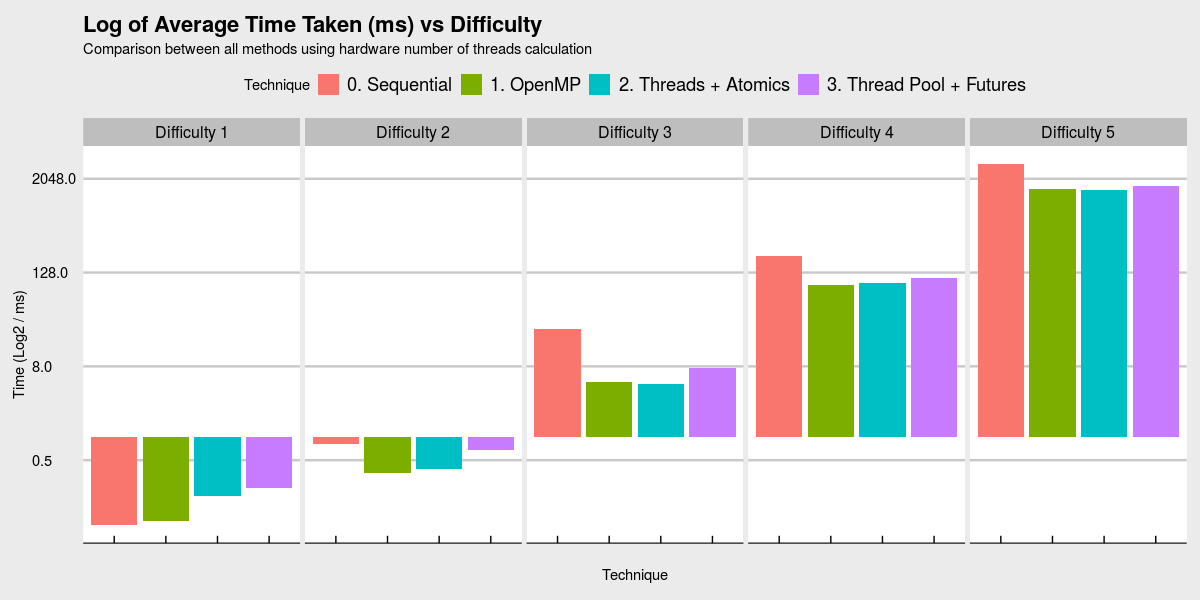 Log of Average Time Taken (ms) vs Difficulty
Comparison between all methods using hardware number of threads calculation
Technique 0. Sequential 1. OpenMP 2. Threads + Atomics 3. Thread Pool + Futures
Difficulty 1 Difficulty 2 Difficulty 3 Difficulty 4 Difficulty 5
2048.0
128.0
8.0
0.5
Time (Log2 / ms)
Technique